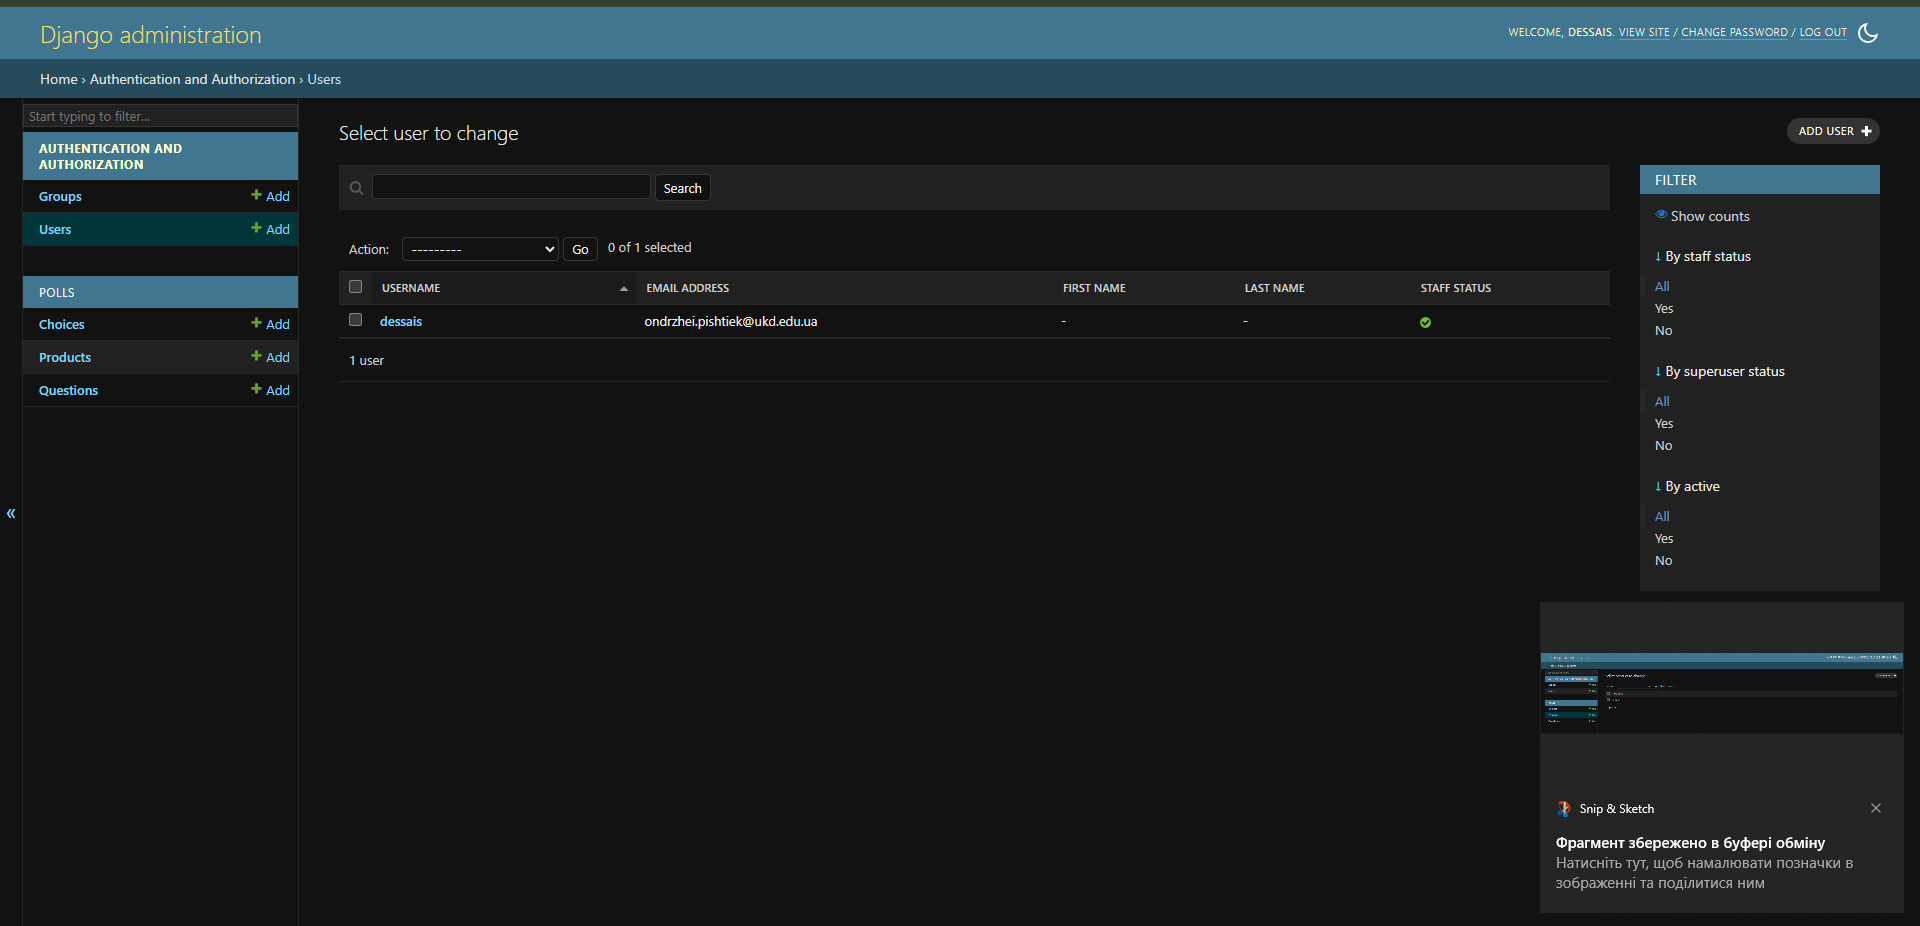 Django administration
WELCOME, DESSAIS. VIEW SITE / CHANGE PASSWORD / LOG OUT
Home › Authentication and Authorization › Users
Start typing to filter...
AUTHENTICATION AND
AUTHORIZATION
Groups + Add
Users + Add
POLLS
Choices + Add
Products + Add
Questions + Add
«
Select user to change
ADD USER +
Search
Action: --------- Go 0 of 1 selected
USERNAME EMAIL ADDRESS FIRST NAME LAST NAME STAFF STATUS
dessais ondrzhei.pishtiek@ukd.edu.ua - -
1 user
FILTER
Show counts
↓ By staff status
All
Yes
No
↓ By superuser status
All
Yes
No
↓ By active
All
Yes
No
Snip & Sketch
Фрагмент збережено в буфері обміну
Натисніть тут, щоб намалювати позначки в
зображенні та поділитися ним